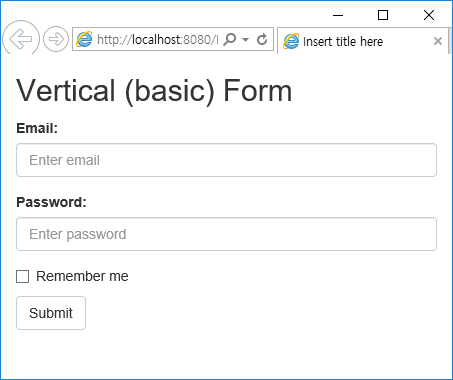 http://localhost:8080/
Insert title here
Vertical (basic) Form
Email:
Enter email
Password:
Enter password
Remember me
Submit